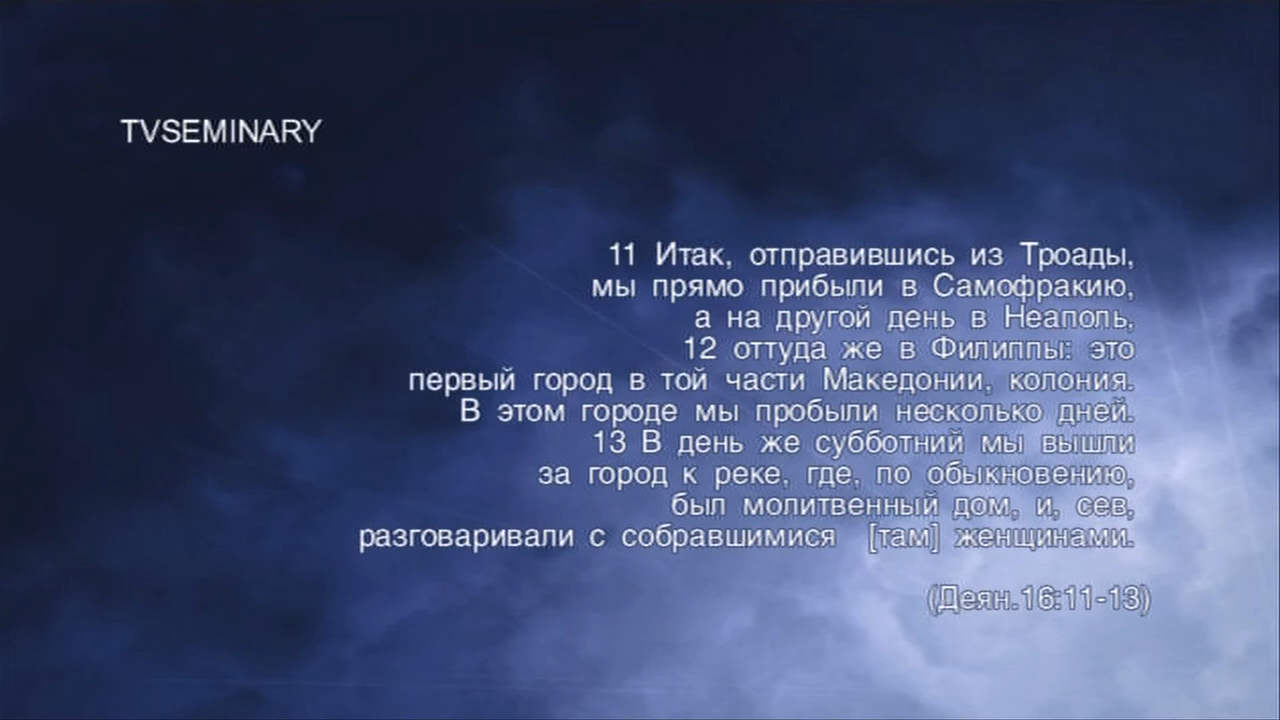 TVSEMINARY
11 Итак, отправившись из Троады,
мы прямо прибыли в Самофракию,
а на другой день в Неаполь,
12 оттуда же в Филиппы: это
первый город в той части Македонии, колония.
В этом городе мы пробыли несколько дней.
13 В день же субботний мы вышли
за город к реке, где, по обыкновению,
был молитвенный дом, и, сев,
разговаривали с собравшимися [там] женщинами.
(Деян.16:11-13)